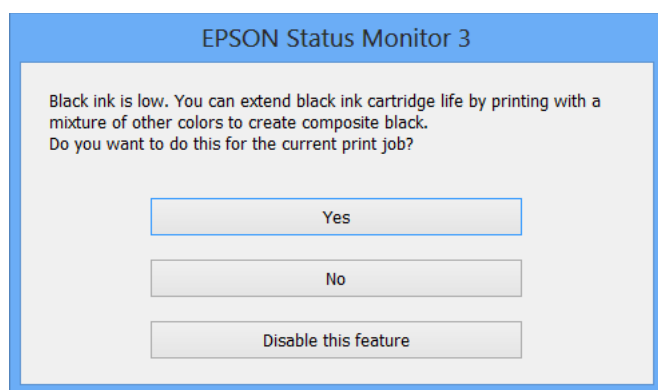 EPSON Status Monitor 3
Black ink is low. You can extend black ink cartridge life by printing with a
mixture of other colors to create composite black.
Do you want to do this for the current print job?
Yes
No
Disable this feature